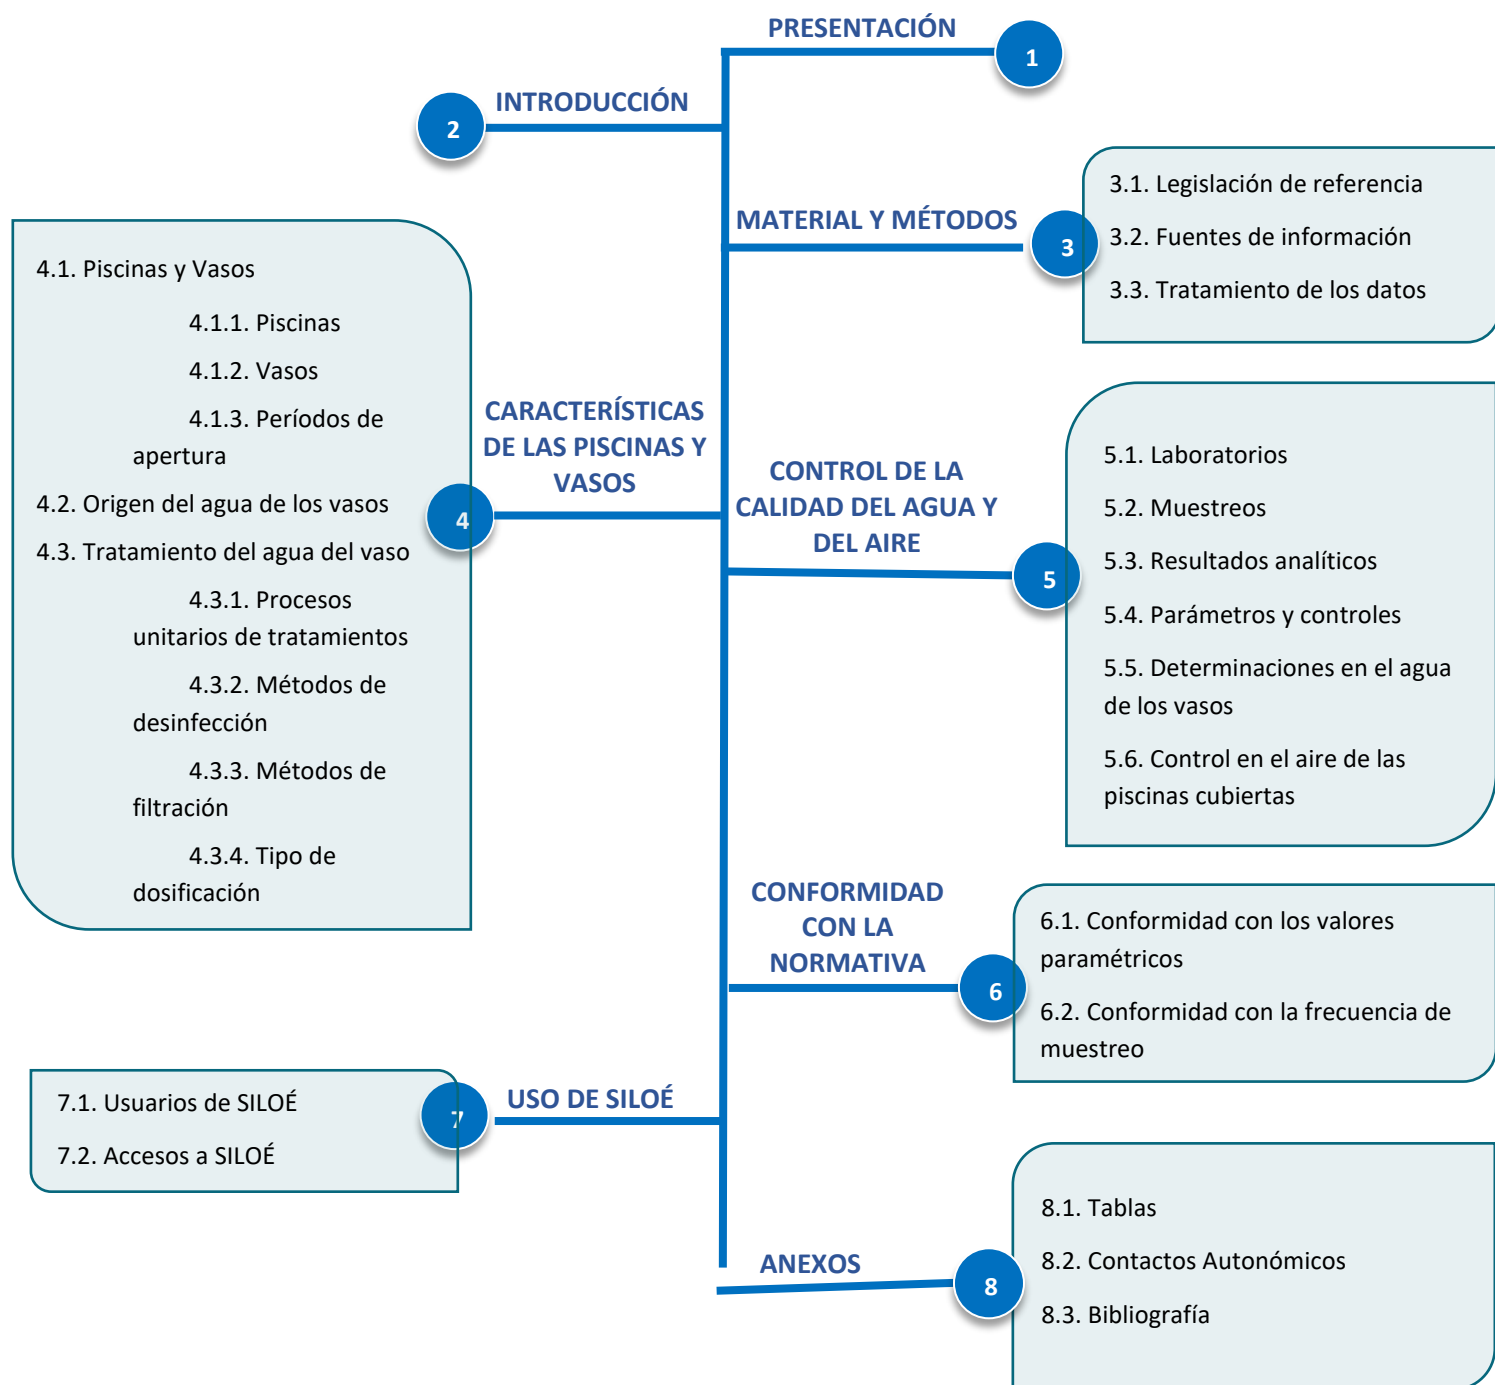 PRESENTACIÓN
1
INTRODUCCIÓN
2
MATERIAL Y MÉTODOS
3
3.1. Legislación de referencia
3.2. Fuentes de información
3.3. Tratamiento de los datos
CARACTERÍSTICAS
DE LAS PISCINAS Y
VASOS
4
4.1. Piscinas y Vasos
4.1.1. Piscinas
4.1.2. Vasos
4.1.3. Períodos de
apertura
4.2. Origen del agua de los vasos
4.3. Tratamiento del agua del vaso
4.3.1. Procesos
unitarios de tratamientos
4.3.2. Métodos de
desinfección
4.3.3. Métodos de
filtración
4.3.4. Tipo de
dosificación
CONTROL DE LA
CALIDAD DEL AGUA Y
DEL AIRE
5
5.1. Laboratorios
5.2. Muestreos
5.3. Resultados analíticos
5.4. Parámetros y controles
5.5. Determinaciones en el agua
de los vasos
5.6. Control en el aire de las
piscinas cubiertas
CONFORMIDAD
CON LA
NORMATIVA
6
6.1. Conformidad con los valores
paramétricos
6.2. Conformidad con la frecuencia de
muestreo
USO DE SILOÉ
7
7.1. Usuarios de SILOÉ
7.2. Accesos a SILOÉ
ANEXOS
8
8.1. Tablas
8.2. Contactos Autonómicos
8.3. Bibliografía